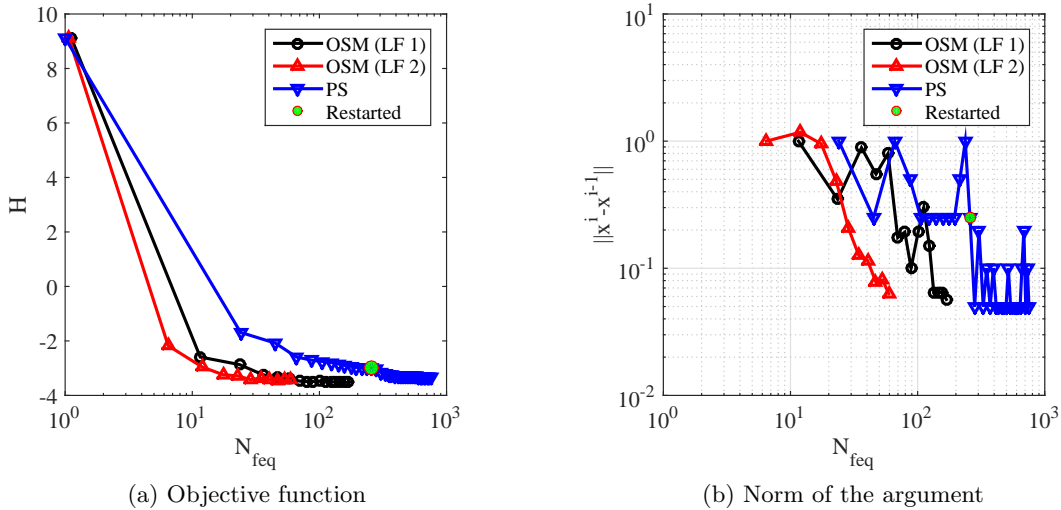 10
8
6
4
2
0
-2
-4
H
10^0
10^1
10^2
10^3
N_feq
OSM (LF 1)
OSM (LF 2)
PS
Restarted
(a) Objective function
10^1
10^0
10^-1
10^-2
||x^i-x^i-1||
10^0
10^1
10^2
10^3
N_feq
OSM (LF 1)
OSM (LF 2)
PS
Restarted
(b) Norm of the argument